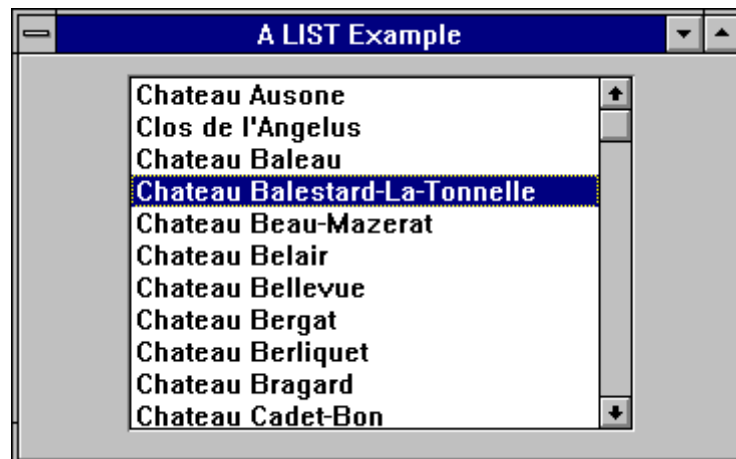 A LIST Example
Chateau Ausone
Clos de l'Angelus
Chateau Baleau
Chateau Balestard-La-Tonnelle
Chateau Beau-Mazerat
Chateau Belair
Chateau Bellevue
Chateau Bergat
Chateau Berliquet
Chateau Bragard
Chateau Cadet-Bon